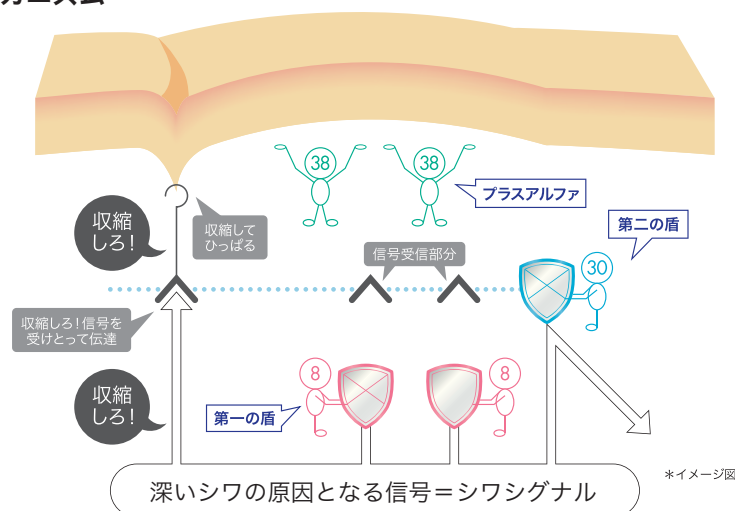 38
38
プラスアルファ
収縮
しろ！
収縮して
ひっぱる
第二の盾
信号受信部分
30
収縮しろ！信号を
受けとって伝達
8
8
収縮
しろ！
第一の盾
＊イメージ図
深いシワの原因となる信号＝シワシグナル